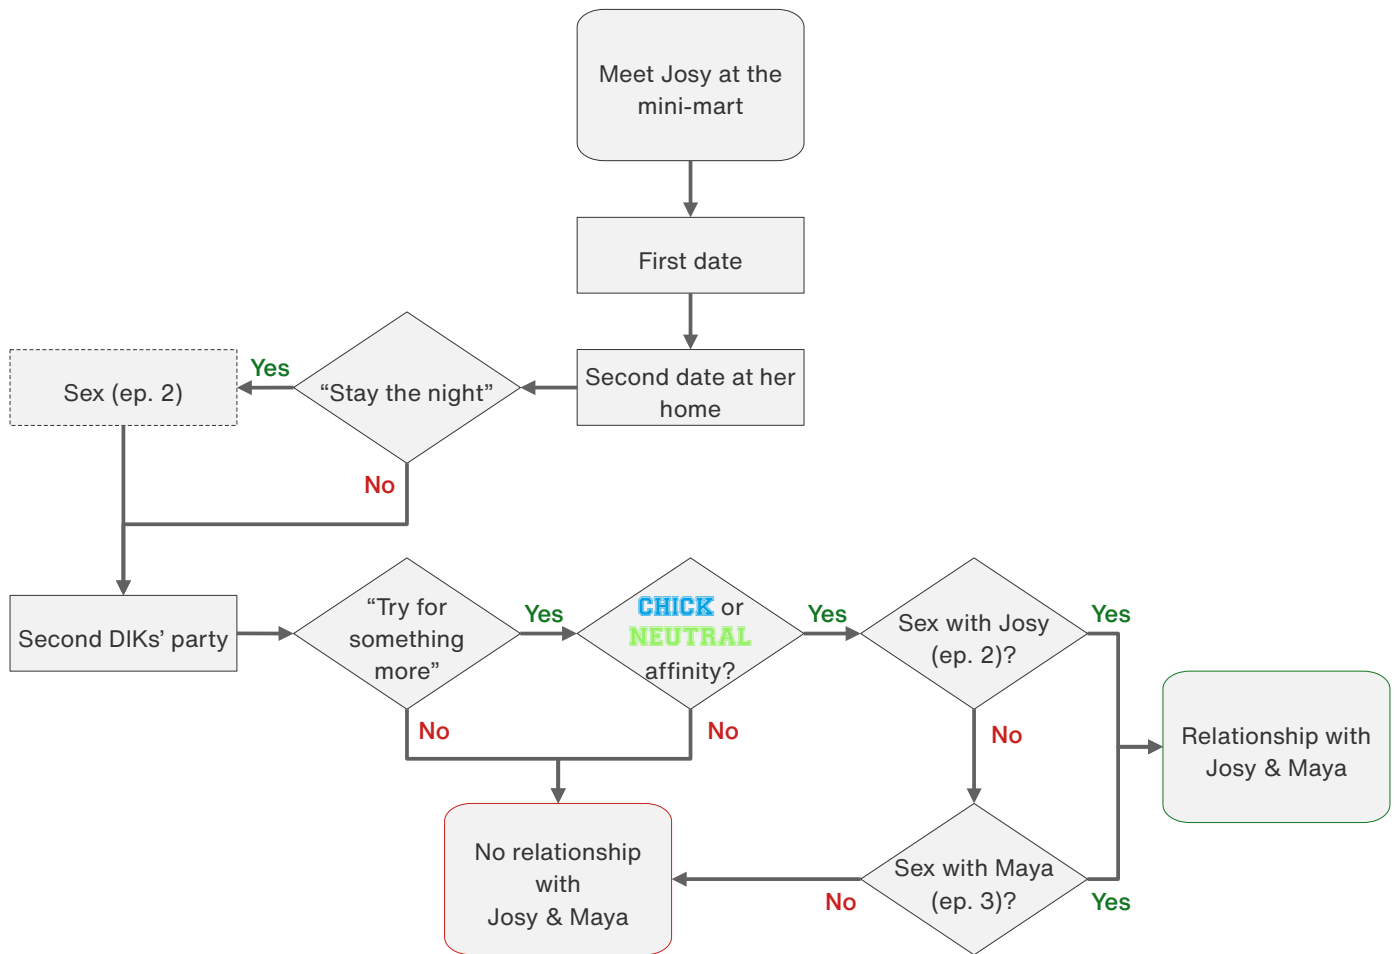 Meet Josy at the
mini-mart
First date
Second date at her
home
“Stay the night”
Yes
No
Sex (ep. 2)
Second DIKs’ party
“Try for
something
more”
Yes
No
CHICK or
NEUTRAL
affinity?
Yes
No
Sex with Josy
(ep. 2)?
Yes
No
Relationship with
Josy & Maya
Sex with Maya
(ep. 3)?
Yes
No
No relationship
with
Josy & Maya